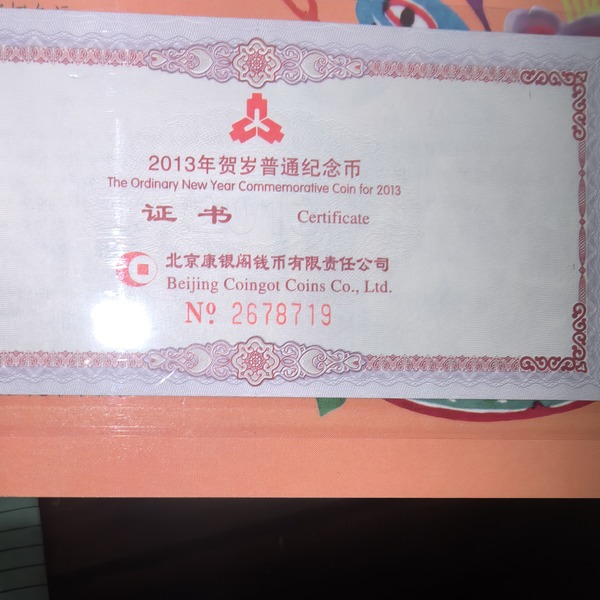 2013年贺岁普通纪念币
The Ordinary New Year Commemorative Coin for 2013
证 书 Certificate
北京康银阁钱币有限责任公司
Beijing Coingot Coins Co., Ltd.
Nº 2678719